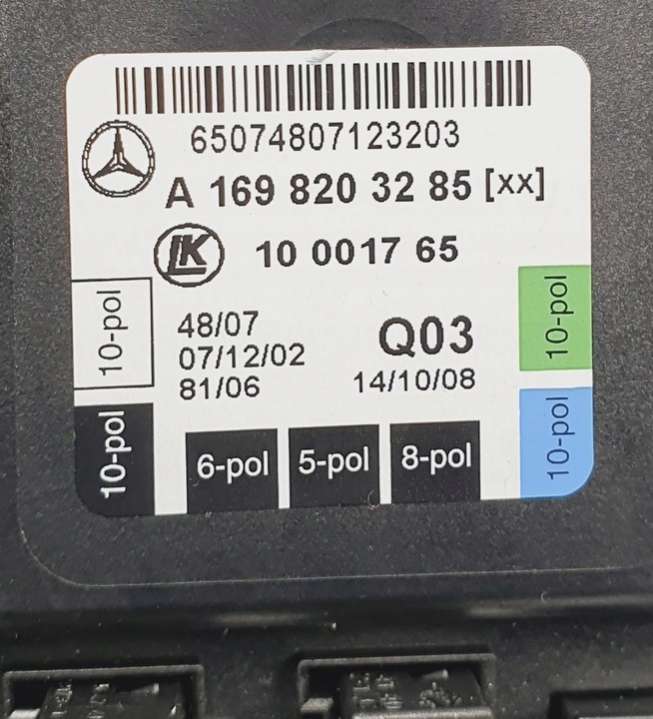 65074807123203
A 169 820 32 85 [xx]
LK 10 0017 65
10-pol
48/07
07/12/02
81/06
Q03
14/10/08
10-pol
10-pol
6-pol
5-pol
8-pol
10-pol